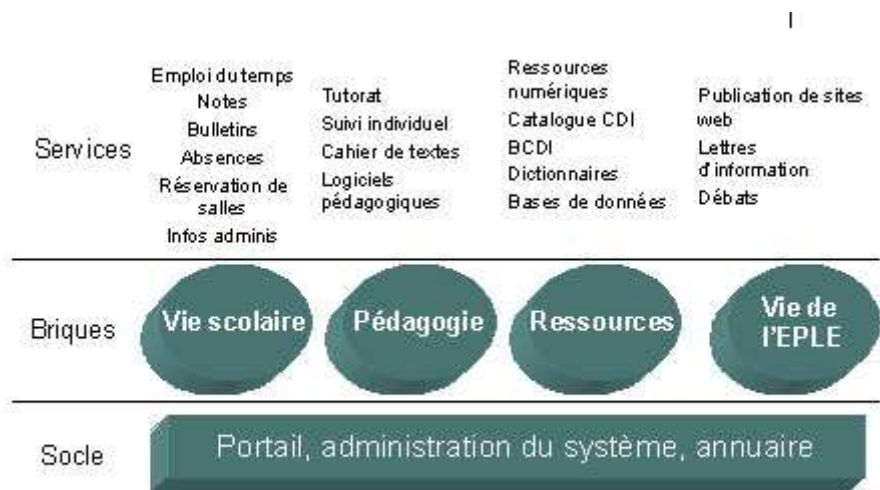 Services
Emploi du temps
Notes
Bulletins
Absences
Réservation de
salles
Infos adminis
Tutorat
Suivi individuel
Cahier de textes
Logiciels
pédagogiques
Ressources
numériques
Catalogue CDI
BCDI
Dictionnaires
Bases de données
Publication de sites
web
Lettres
d'information
Débats
Briques
Vie scolaire
Pédagogie
Ressources
Vie de
l'EPLE
Socle
Portail, administration du système, annuaire